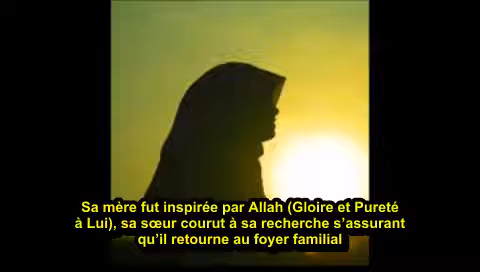 Sa mère fut inspirée par Allah (Gloire et Pureté
à Lui), sa sœur courut à sa recherche s’assurant
qu’il retourne au foyer familial